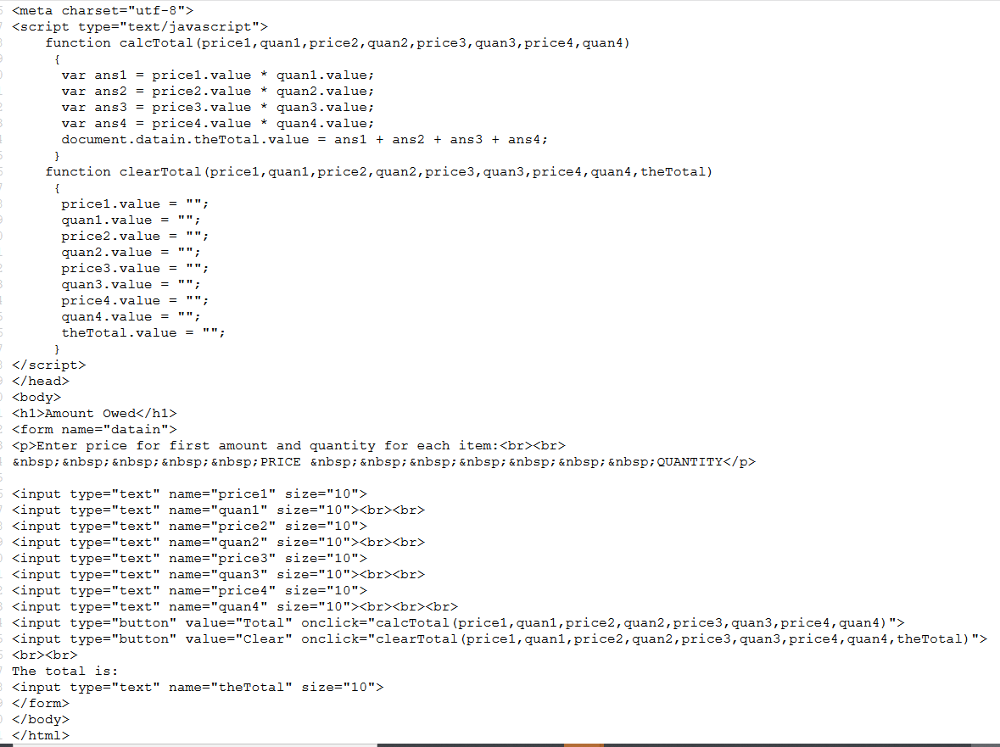 <meta charset="utf-8">
<script type="text/javascript">
function calcTotal(price1,quan1,price2,quan2,price3,quan3,price4,quan4)
{
var ans1 = price1.value * quan1.value;
var ans2 = price2.value * quan2.value;
var ans3 = price3.value * quan3.value;
var ans4 = price4.value * quan4.value;
document.datain.theTotal.value = ans1 + ans2 + ans3 + ans4;
}
function clearTotal(price1,quan1,price2,quan2,price3,quan3,price4,quan4,theTotal)
{
price1.value = "";
quan1.value = "";
price2.value = "";
quan2.value = "";
price3.value = "";
quan3.value = "";
price4.value = "";
quan4.value = "";
theTotal.value = "";
}
</script>
</head>
<body>
<h1>Amount Owed</h1>
<form name="datain">
<p>Enter price for first amount and quantity for each item:<br><br>
&nbsp;&nbsp;&nbsp;&nbsp;&nbsp;PRICE &nbsp;&nbsp;&nbsp;&nbsp;&nbsp;&nbsp;&nbsp;QUANTITY</p>
<input type="text" name="price1" size="10">
<input type="text" name="quan1" size="10"><br><br>
<input type="text" name="price2" size="10">
<input type="text" name="quan2" size="10"><br><br>
<input type="text" name="price3" size="10">
<input type="text" name="quan3" size="10"><br><br>
<input type="text" name="price4" size="10">
<input type="text" name="quan4" size="10"><br><br><br>
<input type="button" value="Total" onclick="calcTotal(price1,quan1,price2,quan2,price3,quan3,price4,quan4)">
<input type="button" value="Clear" onclick="clearTotal(price1,quan1,price2,quan2,price3,quan3,price4,quan4,theTotal)">
<br><br>
The total is:
<input type="text" name="theTotal" size="10">
</form>
</body>
</html>